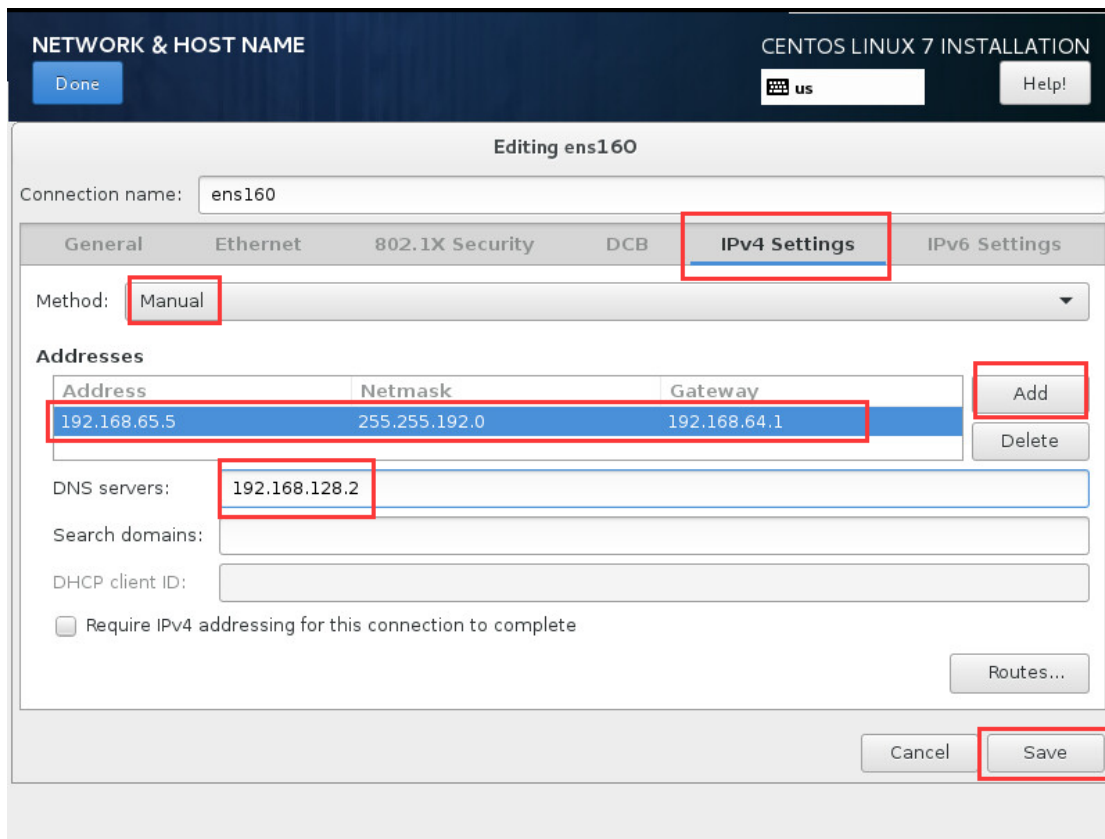 NETWORK & HOST NAME
CENTOS LINUX 7 INSTALLATION
Done
us
Help!
Editing ens160
Connection name: ens160
General Ethernet 802.1X Security DCB IPv4 Settings IPv6 Settings
Method: Manual
Addresses
Address Netmask Gateway
192.168.65.5 255.255.192.0 192.168.64.1
Add
Delete
DNS servers: 192.168.128.2
Search domains:
DHCP client ID:
Require IPv4 addressing for this connection to complete
Routes...
Cancel Save